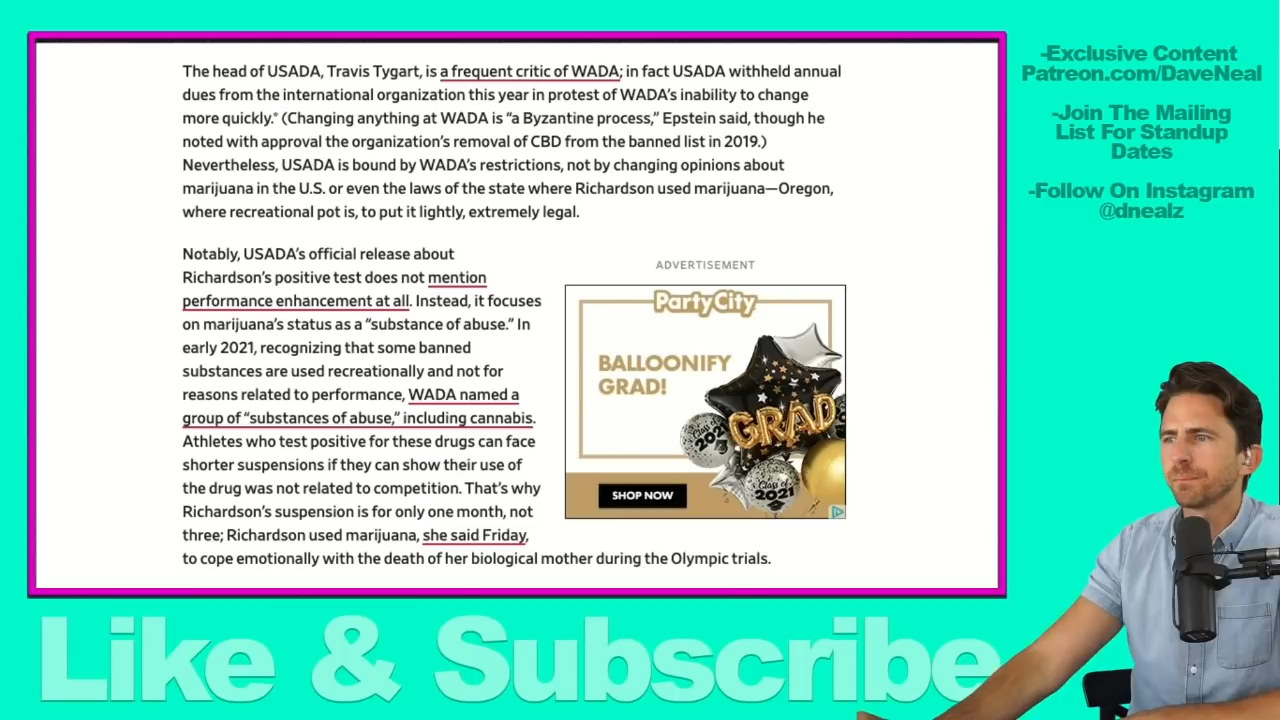 The head of USADA, Travis Tygart, is a frequent critic of WADA; in fact USADA withheld annual
dues from the international organization this year in protest of WADA's inability to change
more quickly.* (Changing anything at WADA is “a Byzantine process,” Epstein said, though he
noted with approval the organization's removal of CBD from the banned list in 2019.)
Nevertheless, USADA is bound by WADA's restrictions, not by changing opinions about
marijuana in the U.S. or even the laws of the state where Richardson used marijuana—Oregon,
where recreational pot is, to put it lightly, extremely legal.
Notably, USADA's official release about
Richardson's positive test does not mention
performance enhancement at all. Instead, it focuses
on marijuana's status as a “substance of abuse.” In
early 2021, recognizing that some banned
substances are used recreationally and not for
reasons related to performance, WADA named a
group of “substances of abuse,” including cannabis.
Athletes who test positive for these drugs can face
shorter suspensions if they can show their use of
the drug was not related to competition. That's why
Richardson's suspension is for only one month, not
three; Richardson used marijuana, she said Friday,
to cope emotionally with the death of her biological mother during the Olympic trials.
ADVERTISEMENT
PartyCity
BALLOONIFY
GRAD!
GRAD
Class of
2021
Class of
2021
SHOP NOW
-Exclusive Content
Patreon.com/DaveNeal
-Join The Mailing
List For Standup
Dates
-Follow On Instagram
@dnealz
Like & Subscribe